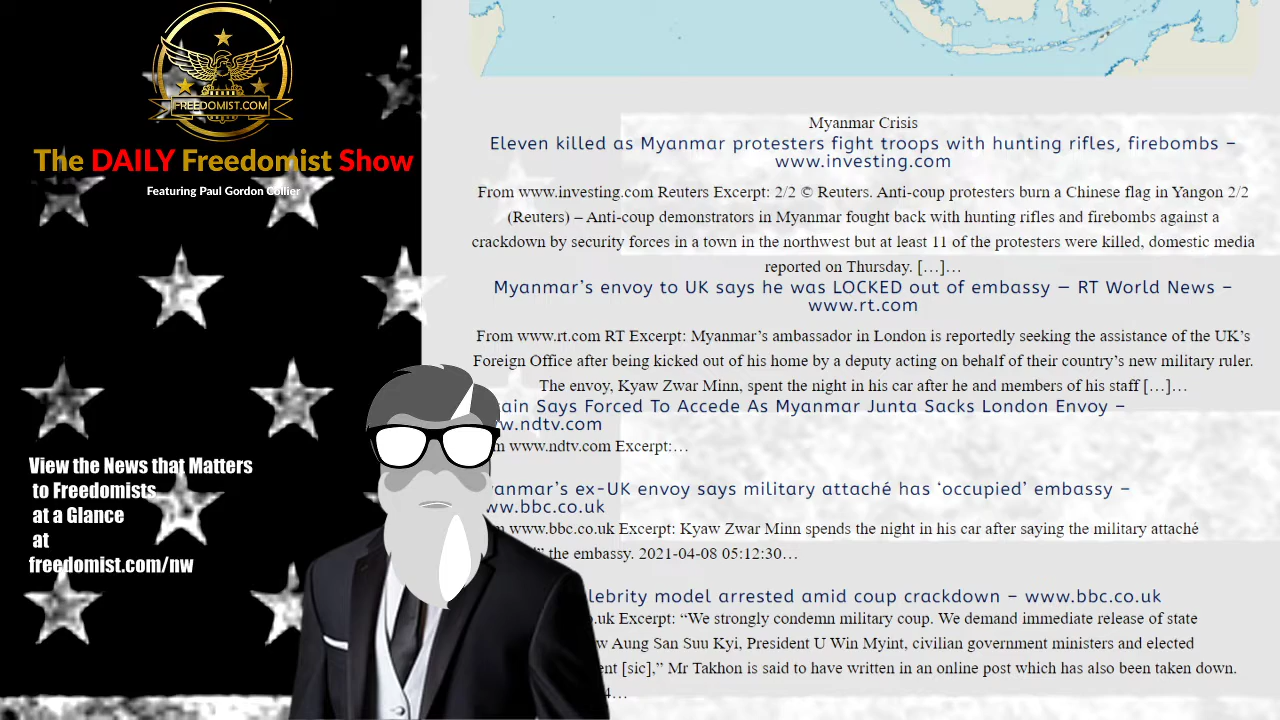 FREEDOMIST.COM
The DAILY Freedomist Show
Featuring Paul Gordon Collier
View the News that Matters
to Freedomists
at a Glance
at
freedomist.com/nw
Myanmar Crisis
Eleven killed as Myanmar protesters fight troops with hunting rifles, firebombs –
www.investing.com
From www.investing.com Reuters Excerpt: 2/2 © Reuters. Anti-coup protesters burn a Chinese flag in Yangon 2/2
(Reuters) – Anti-coup demonstrators in Myanmar fought back with hunting rifles and firebombs against a
crackdown by security forces in a town in the northwest but at least 11 of the protesters were killed, domestic media
reported on Thursday. […]…
Myanmar’s envoy to UK says he was LOCKED out of embassy — RT World News –
www.rt.com
From www.rt.com RT Excerpt: Myanmar’s ambassador in London is reportedly seeking the assistance of the UK’s
Foreign Office after being kicked out of his home by a deputy acting on behalf of their country’s new military ruler.
The envoy, Kyaw Zwar Minn, spent the night in his car after he and members of his staff […]…
Says Forced To Accede As Myanmar Junta Sacks London Envoy –
.ndtv.com
www.ndtv.com Excerpt:…
ex-UK envoy says military attaché has ‘occupied’ embassy –
ww.bbc.co.uk
www.bbc.co.uk Excerpt: Kyaw Zwar Minn spends the night in his car after saying the military attaché
the embassy. 2021-04-08 05:12:30…
model arrested amid coup crackdown – www.bbc.co.uk
.uk Excerpt: “We strongly condemn military coup. We demand immediate release of state
Aung San Suu Kyi, President U Win Myint, civilian government ministers and elected
[sic],” Mr Takhon is said to have written in an online post which has also been taken down.